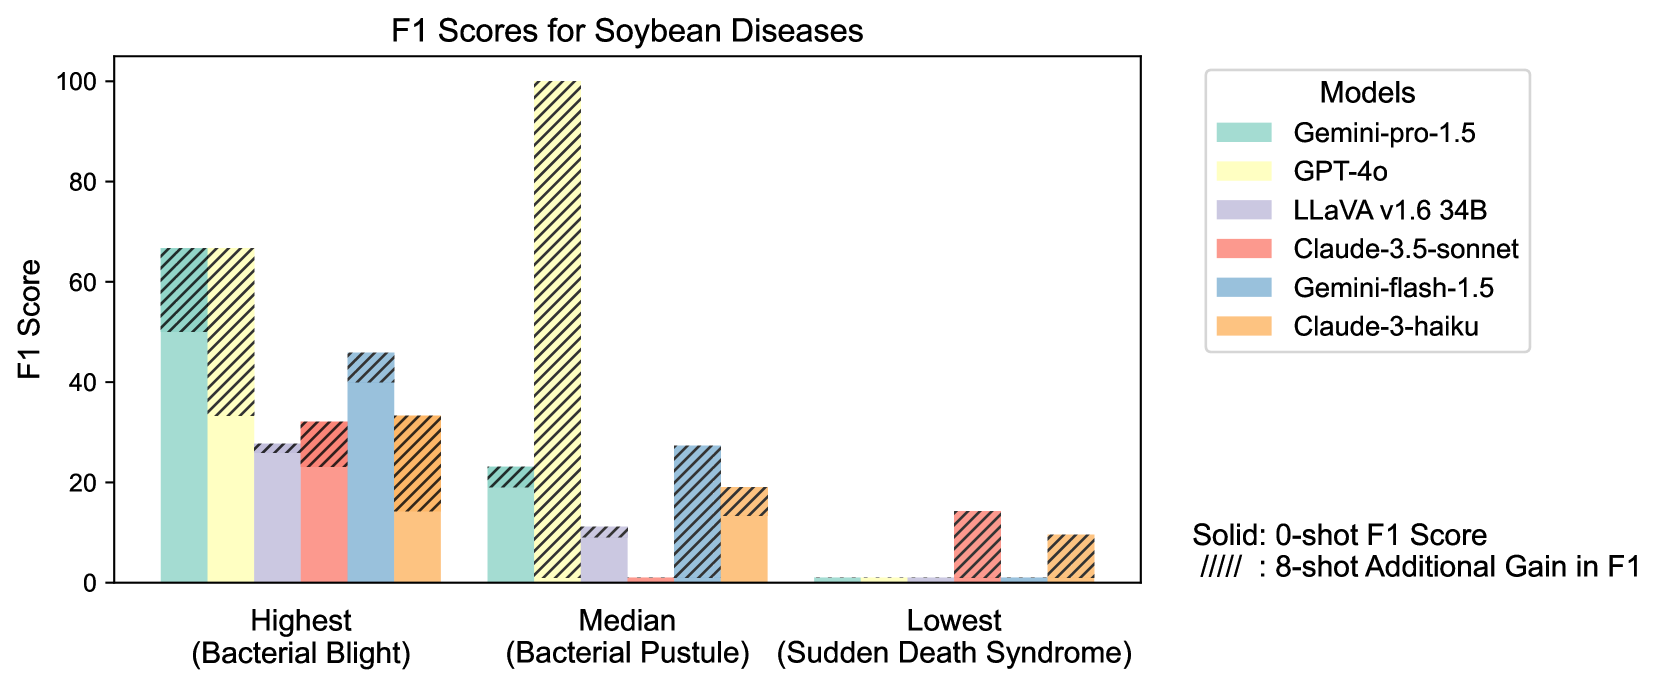 F1 Scores for Soybean Diseases
F1 Score
100
80
60
40
20
0
Highest
(Bacterial Blight)
Median
(Bacterial Pustule)
Lowest
(Sudden Death Syndrome)
Models
Gemini-pro-1.5
GPT-4o
LLaVA v1.6 34B
Claude-3.5-sonnet
Gemini-flash-1.5
Claude-3-haiku
Solid: 0-shot F1 Score
///// : 8-shot Additional Gain in F1